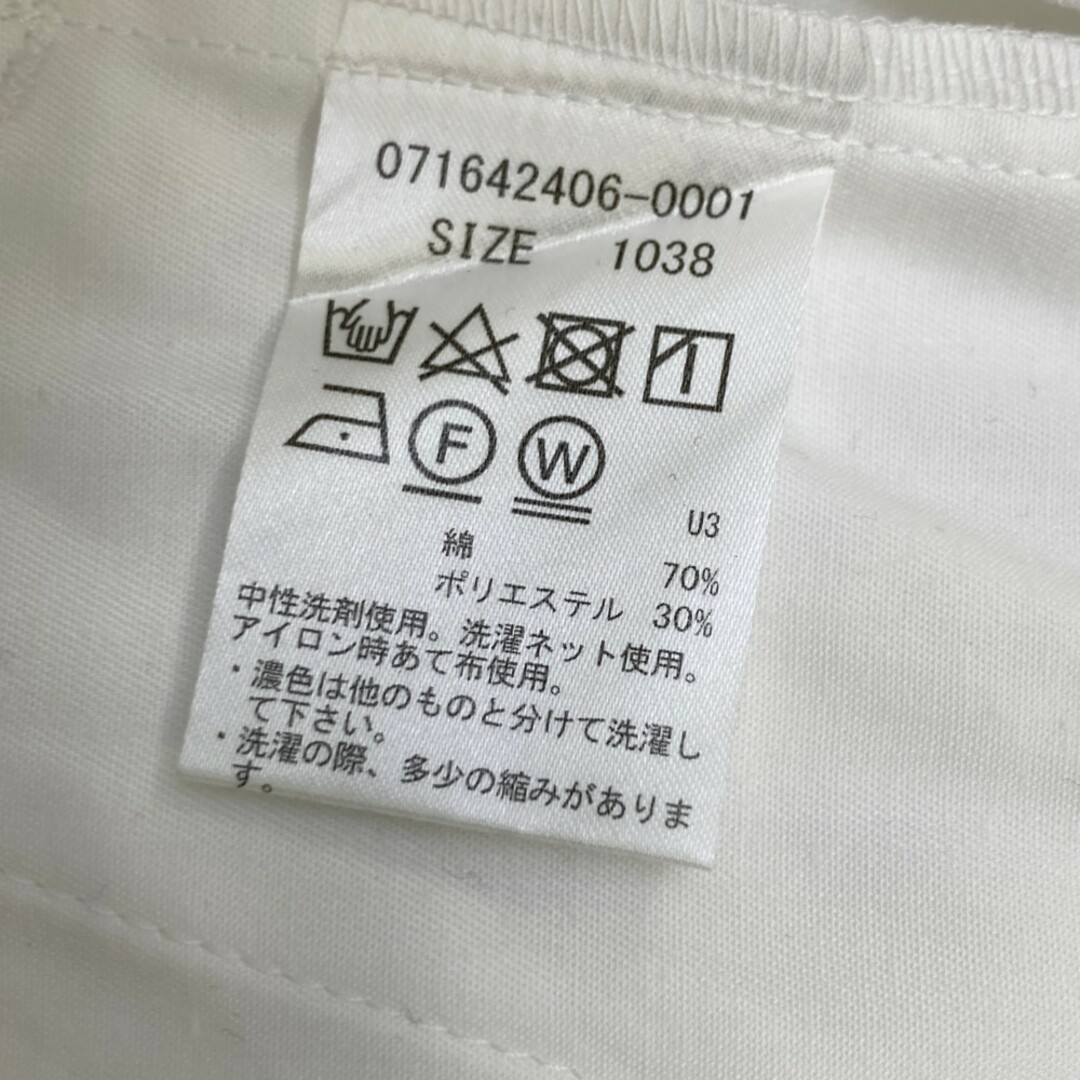 071642406-0001
SIZE 1038
F W
U3
綿 70%
ポリエステル 30%
中性洗剤使用。洗濯ネット使用。
アイロン時あて布使用。
・濃色は他のものと分けて洗濯し
て下さい。
・洗濯の際、多少の縮みがありま
す。